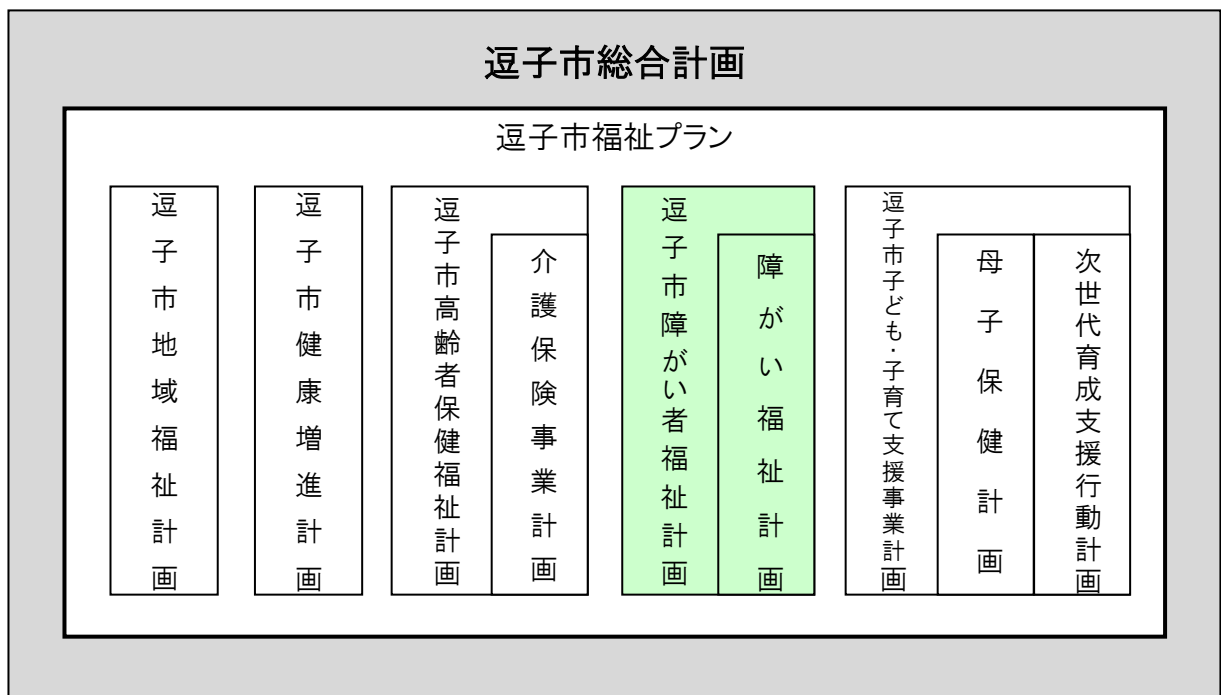 逗子市総合計画
逗子市福祉プラン
逗子市地域福祉計画
逗子市健康増進計画
逗子市高齢者保健福祉計画
介護保険事業計画
逗子市障がい者福祉計画
障がい福祉計画
逗子市子ども・子育て支援事業計画
母子保健計画
次世代育成支援行動計画